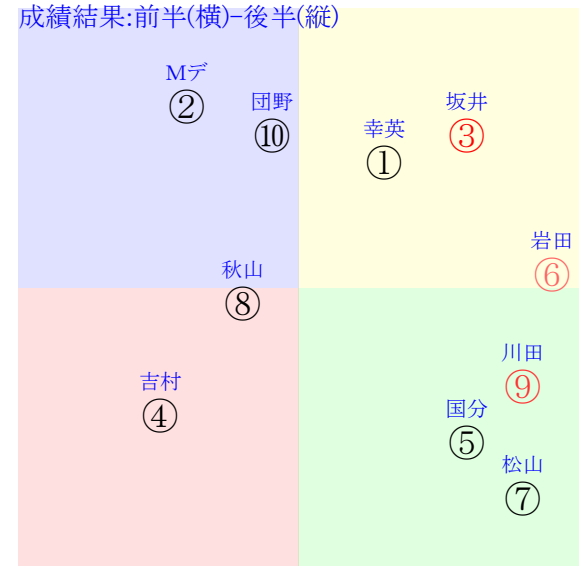 成績結果:前半(横)-後半(縦)
Mデ
②
団野
⑩
坂井
③
幸英
①
岩田
⑥
秋山
⑧
川田
⑨
吉村
④
国分
⑤
松山
⑦